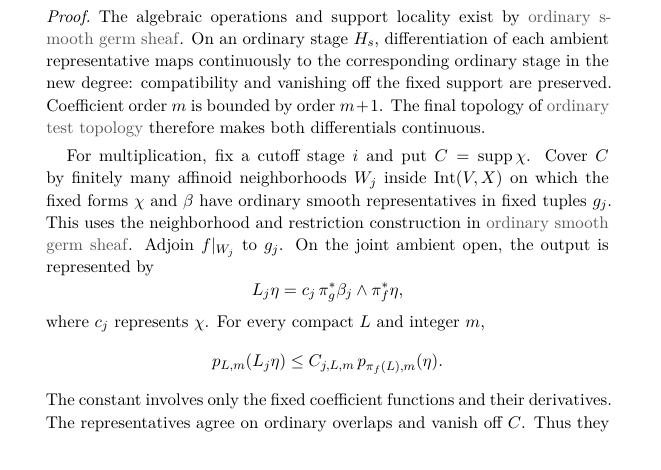 Proof. The algebraic operations and support locality exist by ordinary s-
mooth germ sheaf. On an ordinary stage Hₛ, differentiation of each ambient
representative maps continuously to the corresponding ordinary stage in the
new degree: compatibility and vanishing off the fixed support are preserved.
Coefficient order m is bounded by order m+1. The final topology of ordinary
test topology therefore makes both differentials continuous.
For multiplication, fix a cutoff stage i and put C = supp χ. Cover C
by finitely many affinoid neighborhoods W_j inside Int(V, X) on which the
fixed forms χ and β have ordinary smooth representatives in fixed tuples g_j.
This uses the neighborhood and restriction construction in ordinary smooth
germ sheaf. Adjoin f|_{W_j} to g_j. On the joint ambient open, the output is
represented by
L_jη = c_j π_g^*β_j ∧ π_f^*η,
where c_j represents χ. For every compact L and integer m,
p_{L,m}(L_jη) ≤ C_{j,L,m} p_{π_f(L),m}(η).
The constant involves only the fixed coefficient functions and their derivatives.
The representatives agree on ordinary overlaps and vanish off C. Thus they